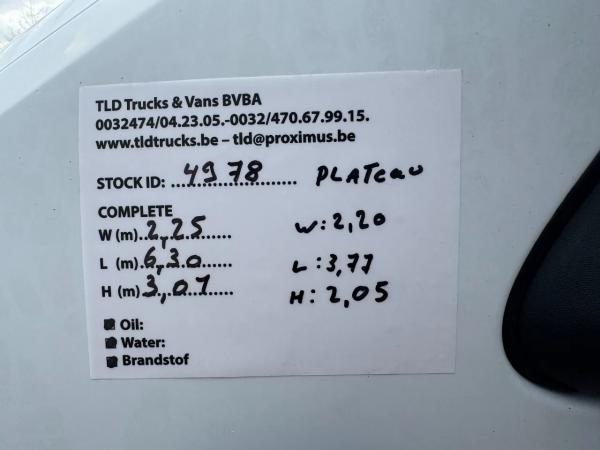 TLD Trucks & Vans BVBA
0032474/04.23.05.-0032/470.67.99.15.
www.tldtrucks.be – tld@proximus.be
STOCK ID: 4978 PLATEAU
COMPLETE
W (m) 2,25 W: 2,20
L (m) 6,30 L: 3,77
H (m) 3,01 H: 2,05
Oil:
Water:
Brandstof